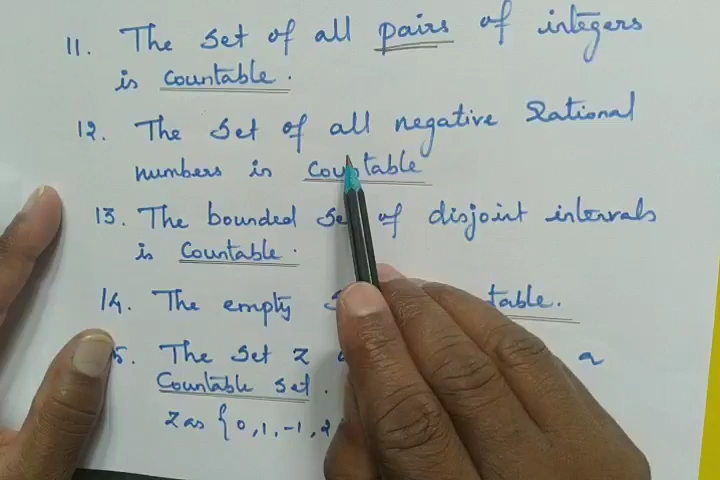 11. The set of all pairs of integers
is countable.
12. The set of all negative Rational
numbers is countable
13. The bounded set of disjoint intervals
is Countable.
14. The empty table.
5. The set Z a
Countable set.
Z as {0, 1, -1, 2